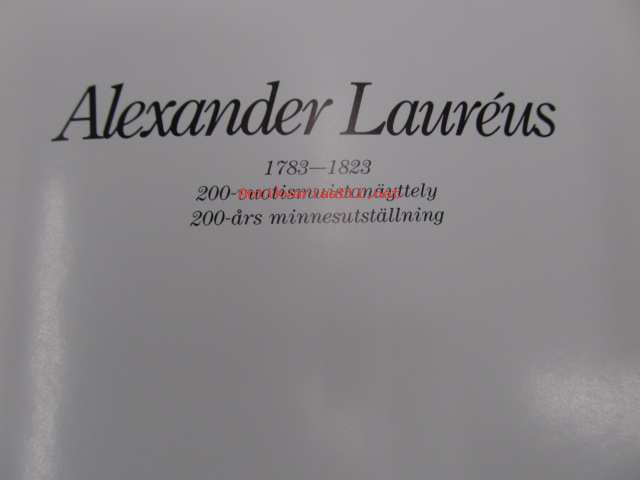 Alexander Lauréus
1783—1823
200-vuotismuistonäyttely
200-års minnesutställning